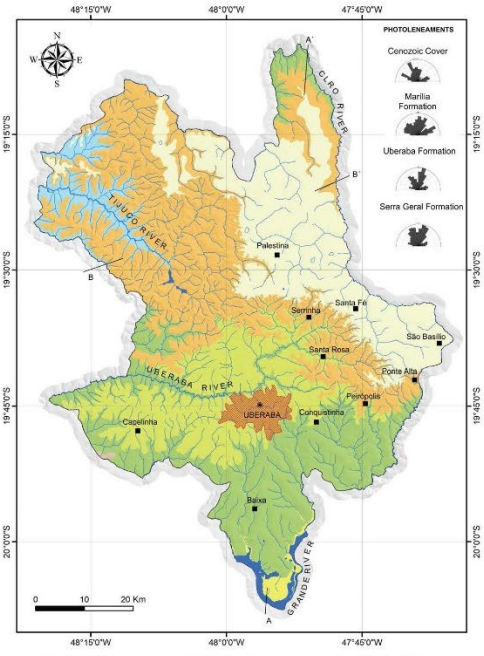 48°15'0"W 48°0'0"W 47°45'0"W
PHOTOLENEAMENTS
N
W E
S
Cenozoic Cover
Marília
Formation
Uberaba Formation
Serra Geral Formation
A'
CLRO RIVER
19°15'0"S 19°15'0"S
B'
TIJUCO RIVER
Palestina
B
19°30'0"S 19°30'0"S
Santa Fé
Serrinha
São Basílio
Santa Rosa
Ponte Alta
UBERABA RIVER
Peirópolis
19°45'0"S 19°45'0"S
UBERABA
Conquistinha
Capelinha
Baixa
20°0'0"S 20°0'0"S
GRANDE RIVER
0 10 20 Km
A
48°15'0"W 48°0'0"W 47°45'0"W